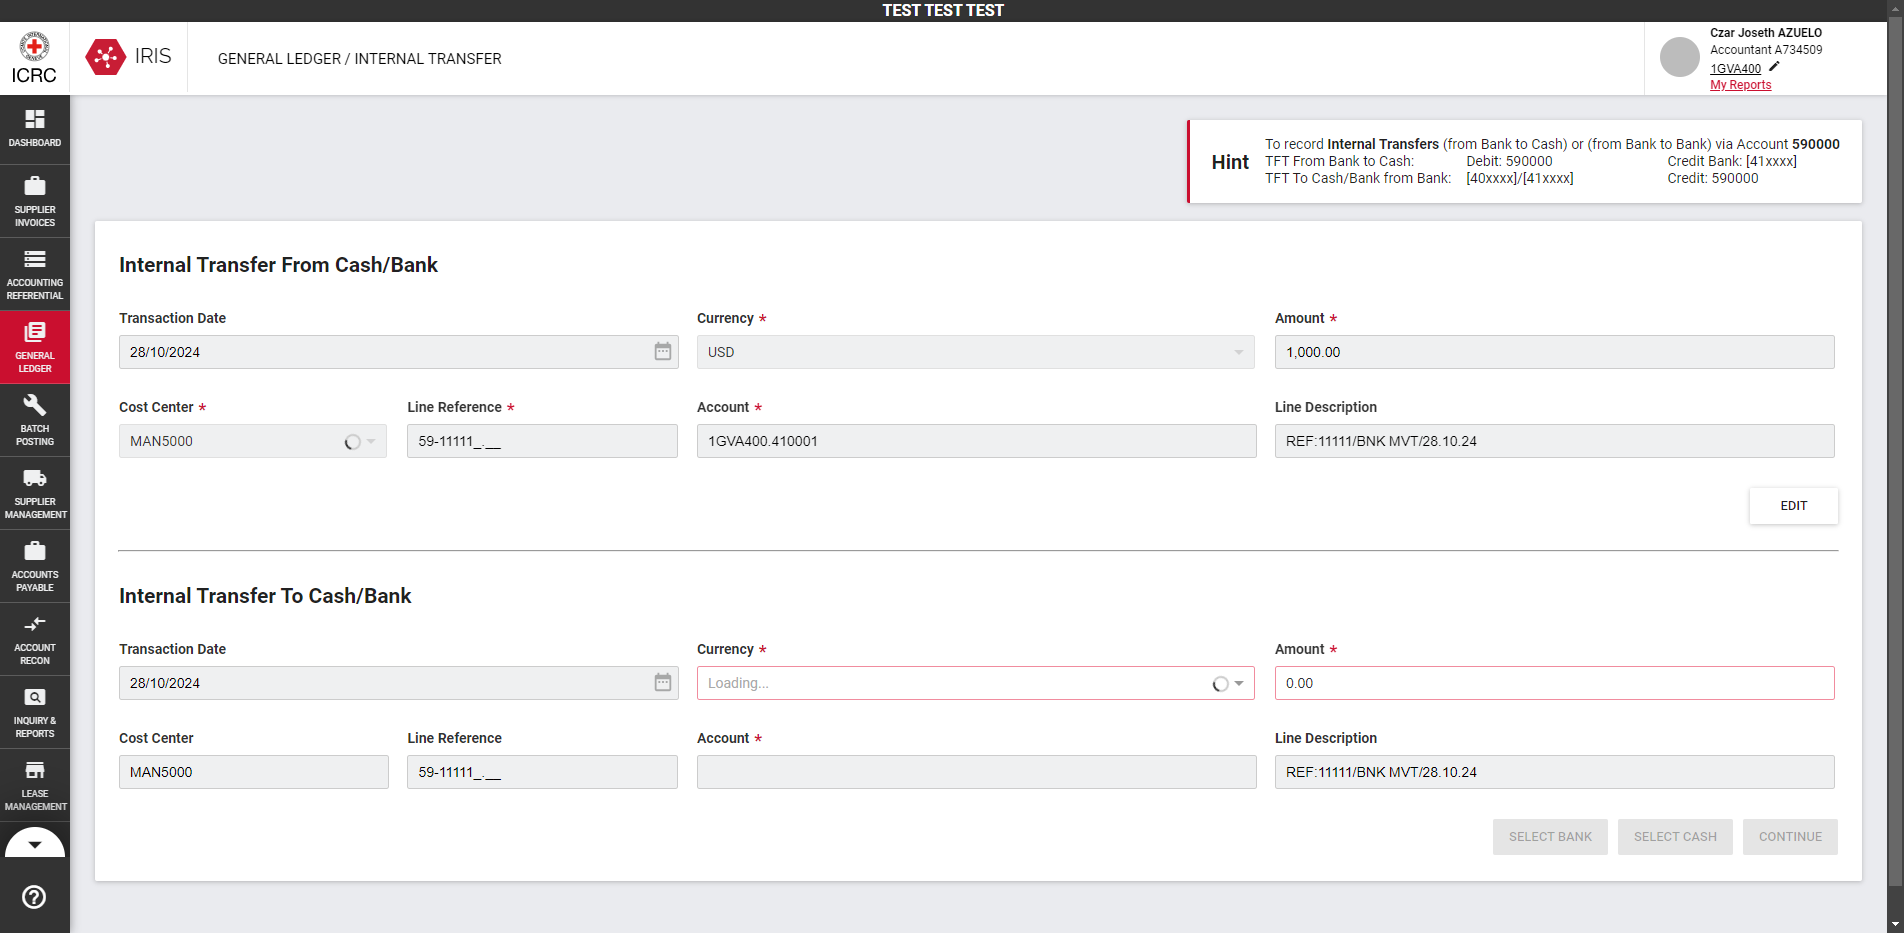 TEST TEST TEST
ICRC
IRIS
GENERAL LEDGER / INTERNAL TRANSFER
Czar Joseth AZUELO
Accountant A734509
1GVA400
My Reports
DASHBOARD
SUPPLIER
INVOICES
ACCOUNTING
REFERENTIAL
GENERAL
LEDGER
BATCH
POSTING
SUPPLIER
MANAGEMENT
ACCOUNTS
PAYABLE
ACCOUNT
RECON
INQUIRY &
REPORTS
LEASE
MANAGEMENT
Hint
To record Internal Transfers (from Bank to Cash) or (from Bank to Bank) via Account 590000
TFT From Bank to Cash: Debit: 590000 Credit Bank: [41xxxx]
TFT To Cash/Bank from Bank: [40xxxx]/[41xxxx] Credit: 590000
Internal Transfer From Cash/Bank
Transaction Date Currency * Amount *
28/10/2024 USD 1,000.00
Cost Center * Line Reference * Account * Line Description
MAN5000 59-11111_.__ 1GVA400.410001 REF:11111/BNK MVT/28.10.24
EDIT
Internal Transfer To Cash/Bank
Transaction Date Currency * Amount *
28/10/2024 Loading... 0.00
Cost Center Line Reference Account * Line Description
MAN5000 59-11111_.__ REF:11111/BNK MVT/28.10.24
SELECT BANK SELECT CASH CONTINUE